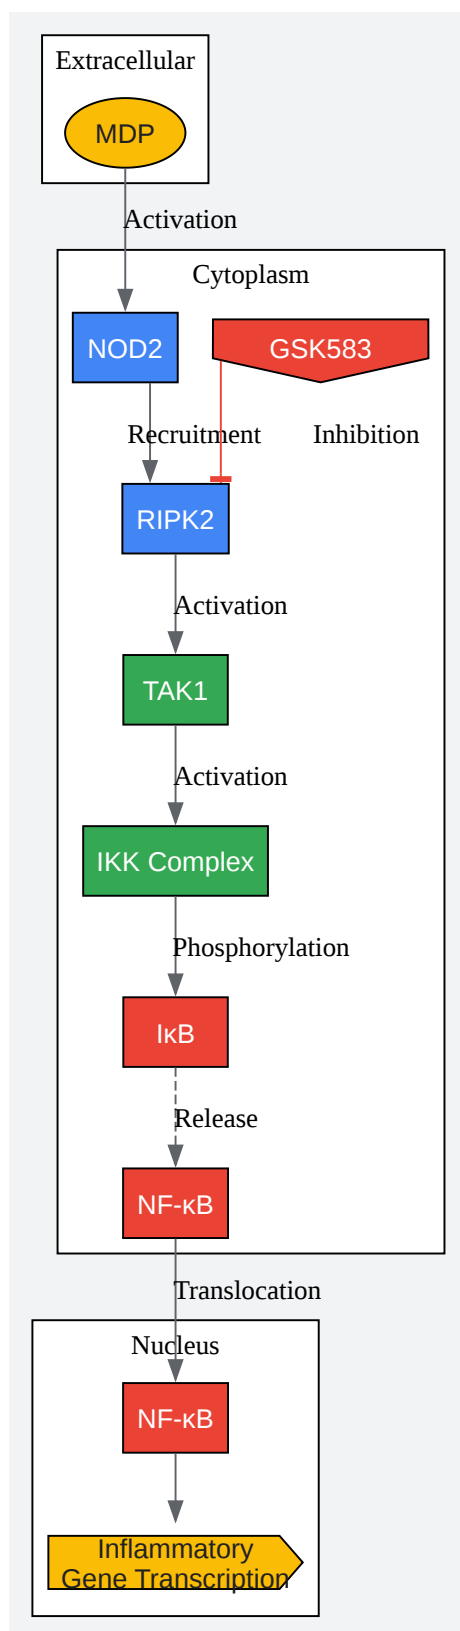 Extracellular
MDP
Activation
Cytoplasm
NOD2
GSK583
Recruitment
Inhibition
RIPK2
Activation
TAK1
Activation
IKK Complex
Phosphorylation
IκB
Release
NF-κB
Translocation
Nucleus
NF-κB
Inflammatory
Gene Transcription